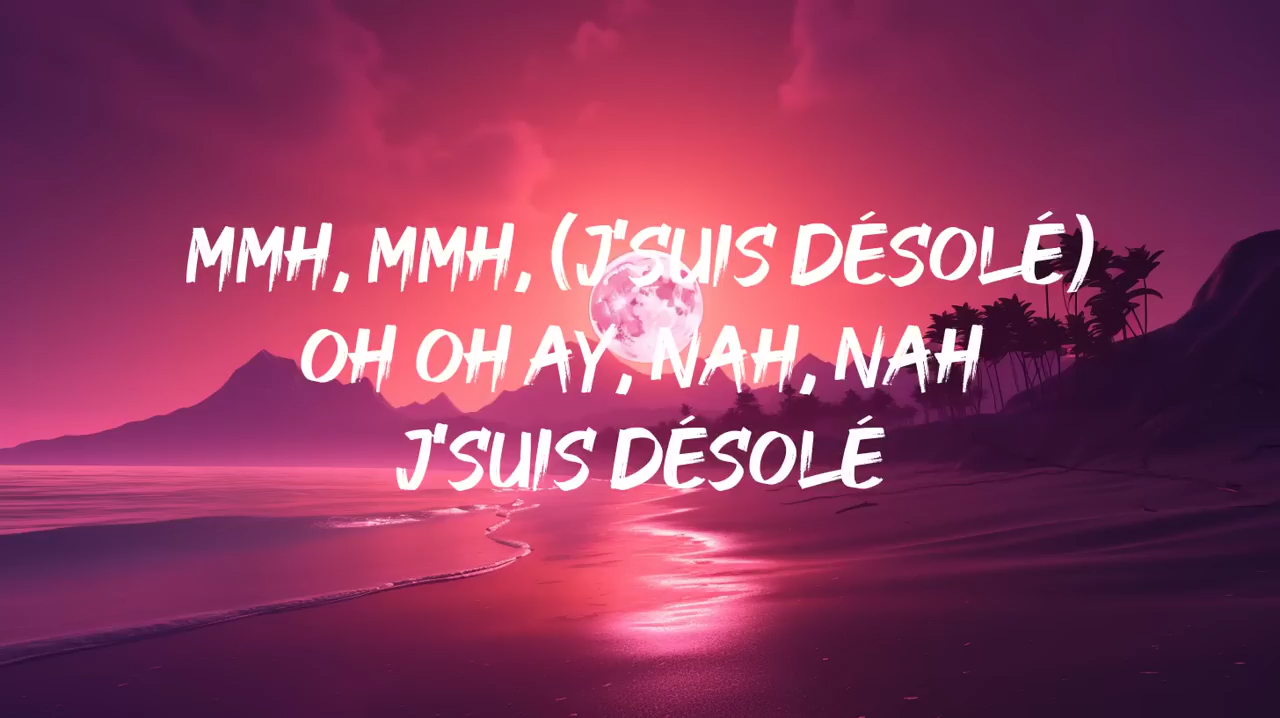 MMH, MMH, (J'SUIS DÉSOLÉ)
OH OH AY, NAH, NAH
J'SUIS DÉSOLÉ